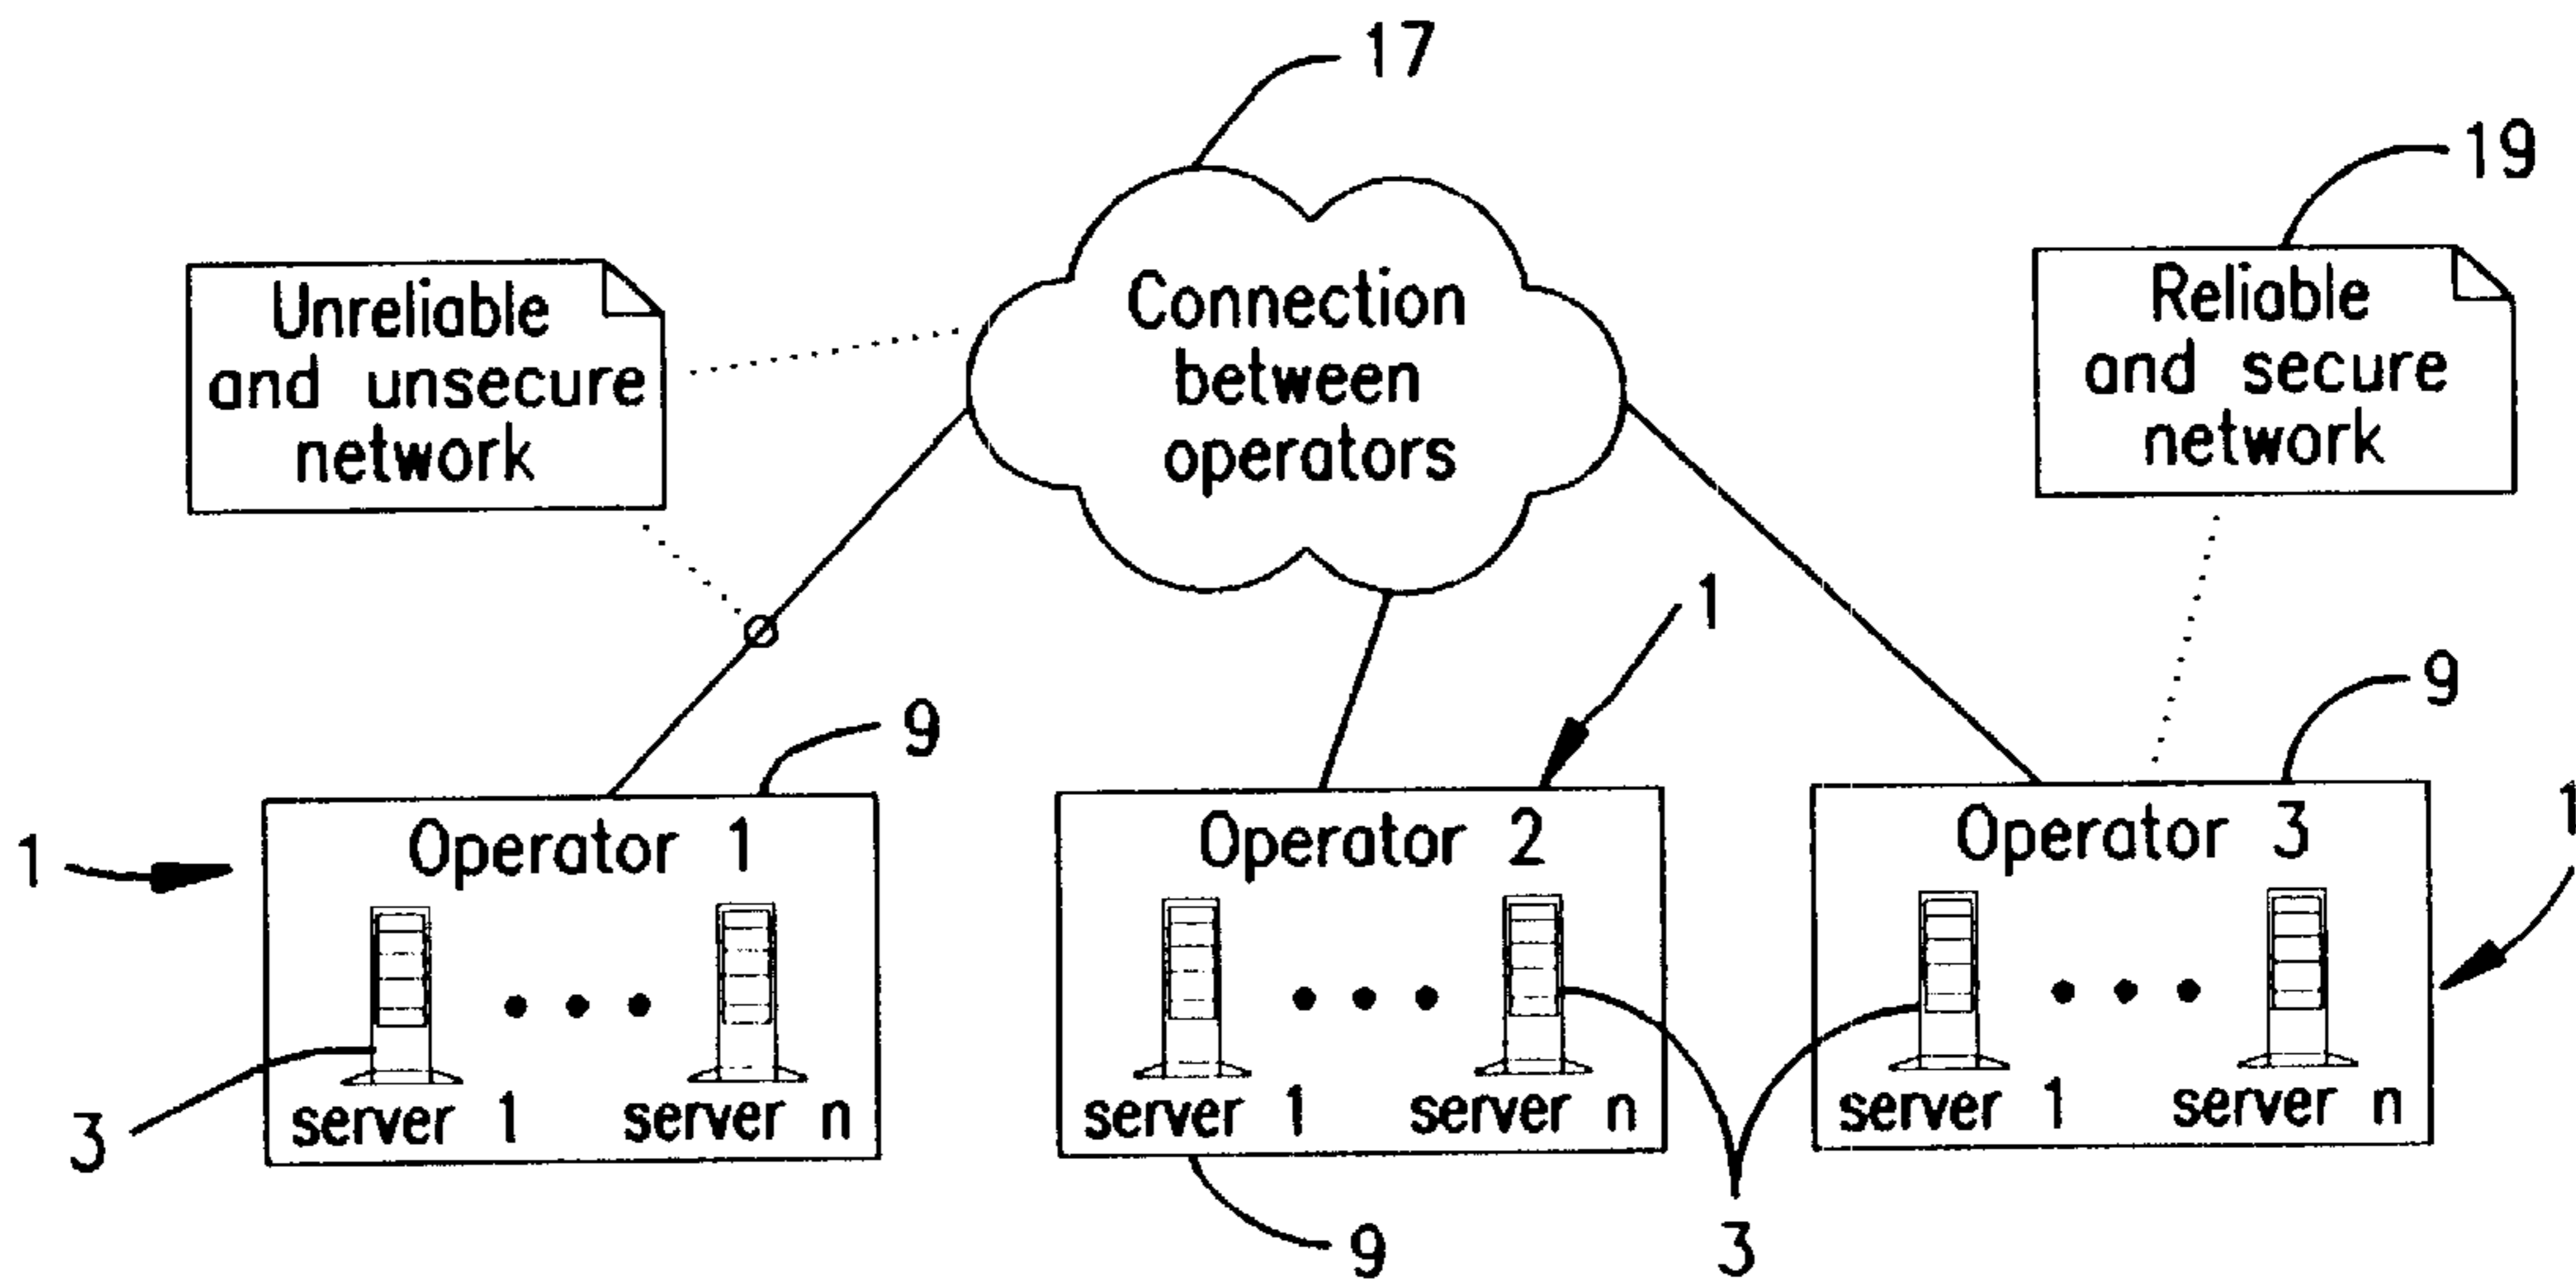 17
19
Unreliable
and unsecure
network
Connection
between
operators
Reliable
and secure
network
1
9
9
1
Operator 1
Operator 2
Operator 3
1
server 1
server n
server 1
server n
server 1
server n
3
9
3